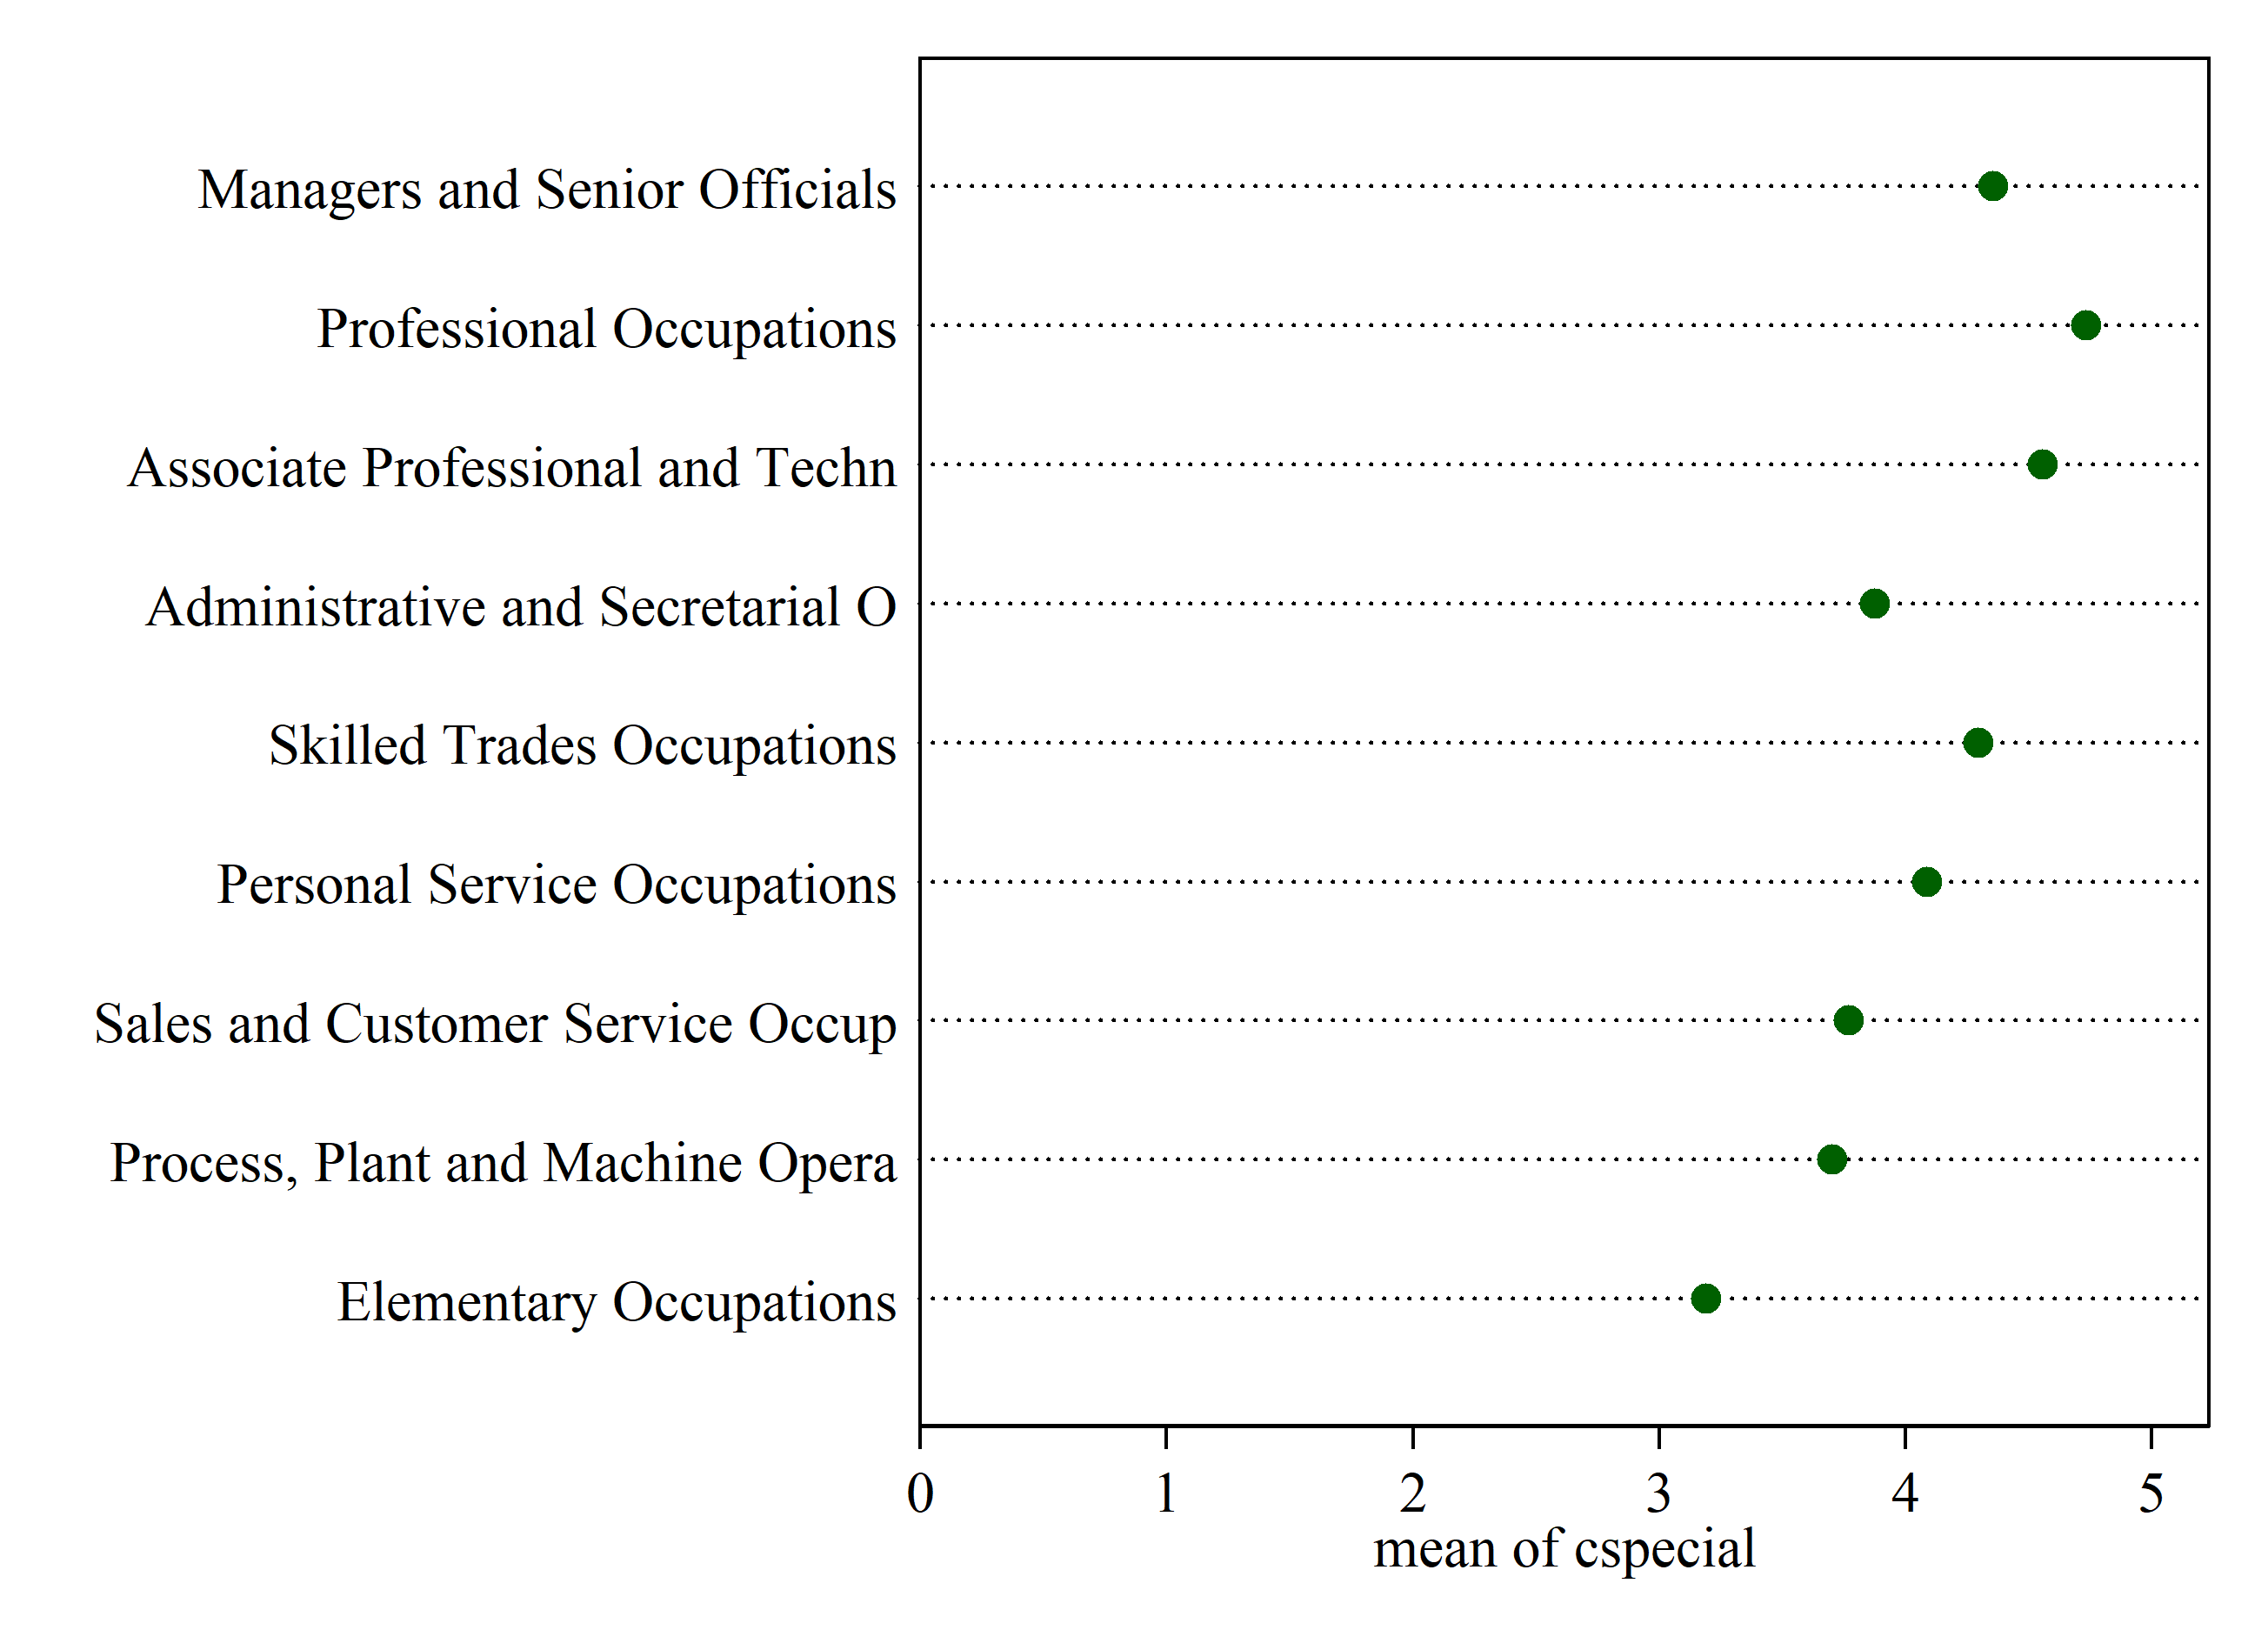 Managers and Senior Officials
Professional Occupations
Associate Professional and Techn
Administrative and Secretarial O
Skilled Trades Occupations
Personal Service Occupations
Sales and Customer Service Occup
Process, Plant and Machine Opera
Elementary Occupations
0 1 2 3 4 5
mean of cspecial